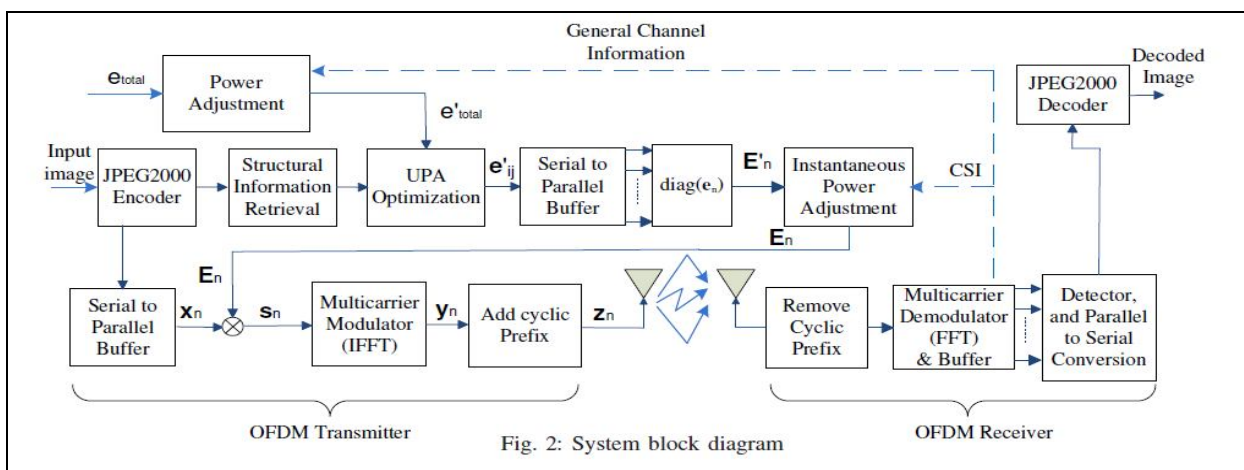 General Channel
Information
e_total
Power
Adjustment
e'_total
JPEG2000
Decoder
Decoded
Image
Input
image
JPEG2000
Encoder
Structural
Information
Retrieval
UPA
Optimization
e'_ij
Serial to
Parallel
Buffer
diag(e_n)
E'_n
Instantaneous
Power
Adjustment
CSI
E_n
E_n
Serial to
Parallel
Buffer
x_n
s_n
Multicarrier
Modulator
(IFFT)
y_n
Add cyclic
Prefix
z_n
Remove
Cyclic
Prefix
Multicarrier
Demodulator
(FFT)
& Buffer
Detector,
and Parallel
to Serial
Conversion
OFDM Transmitter
OFDM Receiver
Fig. 2: System block diagram